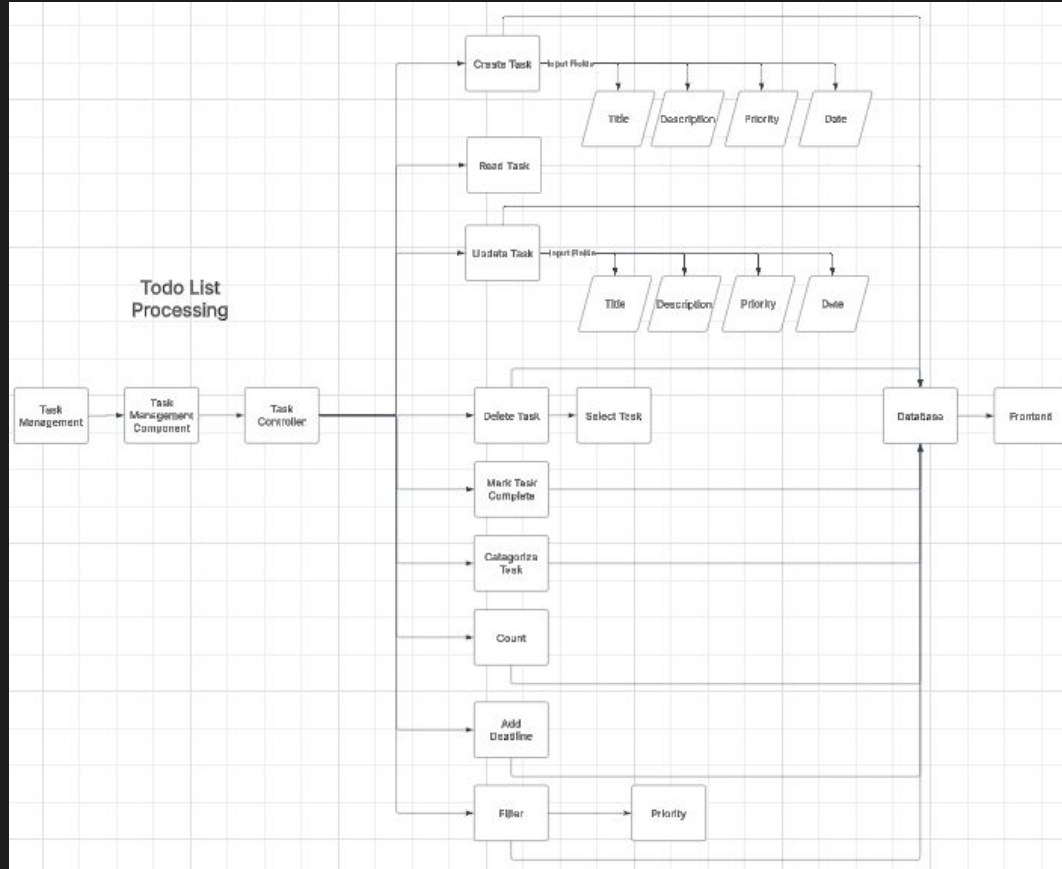 Create Task
Input Fields
Title
Description
Priority
Date
Read Task
Update Task
Input Fields
Title
Description
Priority
Date
Todo List
Processing
Task
Management
Task
Management
Component
Task
Controller
Delete Task
Select Task
Database
Frontend
Mark Task
Complete
Catagorize
Task
Count
Add
Deadline
Filter
Priority